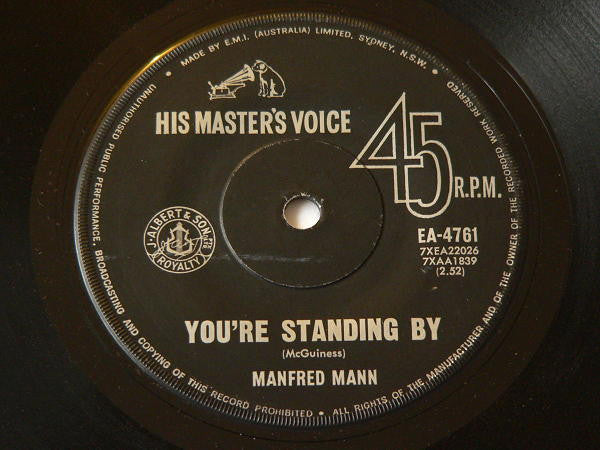 MADE BY E.M.I. (AUSTRALIA) LIMITED, SYDNEY, N.S.W. •
HIS MASTER'S VOICE
45
R.P.M.
EA-4761
7XEA22026
7XAA1839
(2.52)
J. ALBERT & SON PTY LTD
ROYALTY
YOU'RE STANDING BY
(McGuiness)
MANFRED MANN
UNAUTHORISED PUBLIC PERFORMANCE, BROADCASTING AND COPYING OF THIS RECORD PROHIBITED • ALL RIGHTS OF THE MANUFACTURER AND OF THE OWNER OF THE RECORDED WORK RESERVED